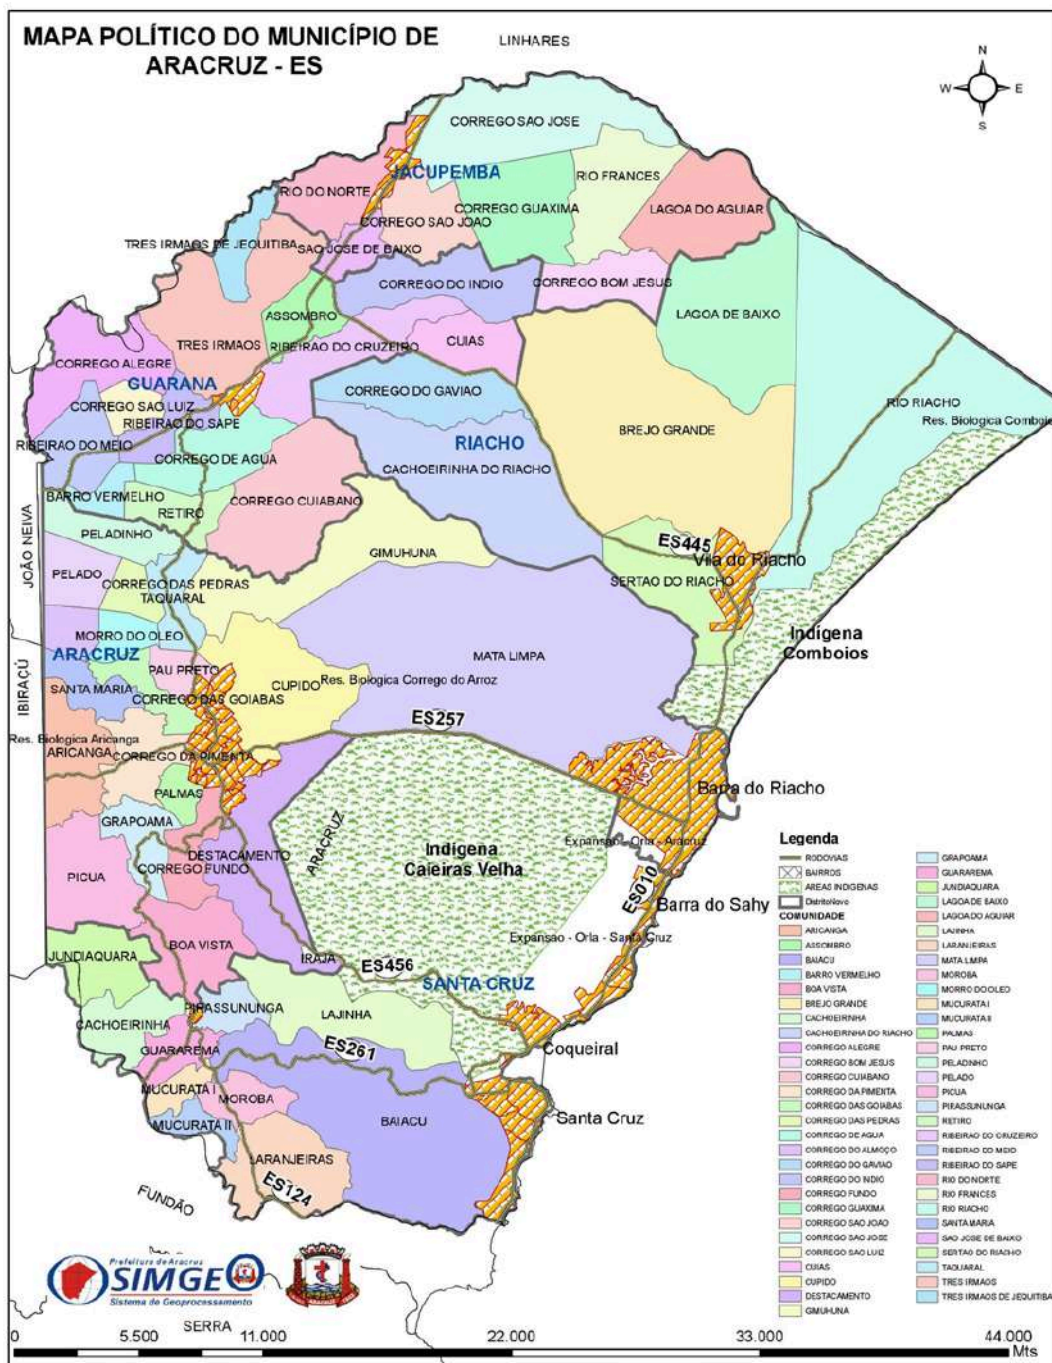 MAPA POLÍTICO DO MUNICÍPIO DE
ARACRUZ - ES
LINHARES
N
W
E
S
CORREGO SAO JOSE
JACUPEMBA
RIO FRANCES
RIO DO NORTE
CORREGO GUAXIMA
LAGOA DO AGUIAR
CORREGO SAO JOAO
TRES IRMAOS DE JEQUITIBA
SAO JOSE DE BAIXO
CORREGO DO INDIO
CORREGO BOM JESUS
ASSOMBRO
LAGOA DE BAIXO
TRES IRMAOS
RIBEIRAO DO CRUZEIRO
CUIAS
CORREGO ALEGRE
GUARANA
CORREGO DO GAVIAO
CORREGO SAO LUIZ
RIO RIACHO
RIBEIRAO DO SAPE
Res. Biologica Comboio
BREJO GRANDE
RIBEIRAO DO MEIO
RIACHO
CORREGO DE AGUA
CACHOEIRINHA DO RIACHO
BARRO VERMELHO
CORREGO CUIABANO
RETIRO
PELADINHO
JOÃO NEIVA
GIMUHUNA
ES445
Vila do Riacho
PELADO
CORREGO DAS PEDRAS
SERTAO DO RIACHO
TAQUARAL
MORRO DO OLEO
Indígena
Comboios
ARACRUZ
MATA LIMPA
PAU PRETO
IBIRAÇÚ
SANTA MARIA
CUPIDO
Res. Biologica Corrego do Arroz
CORREGO DAS GOIABAS
ES257
Res. Biologica Aricanga
ARICANGA
CORREGO DA PIMENTA
PALMAS
Barra do Riacho
GRAPOAMA
ARACRUZ
Expansao - Orla - Aracruz
Indígena
Caieiras Velha
DESTACAMENTO
CORREGO FUNDO
PICUA
ES010
Barra do Sahy
Expansao - Orla - Santa Cruz
BOA VISTA
JUNDIAQUARA
IRAJA
ES456
SANTA CRUZ
PIRASSUNUNGA
LAJINHA
CACHOEIRINHA
ES261
Coqueiral
GUARAREMA
MUCURATA I
MOROBA
Santa Cruz
BAIACU
MUCURATA II
LARANJEIRAS
ES124
FUNDÃO
Legenda
RODOVIAS
BAIRROS
AREAS INDIGENAS
DistritoNovo
COMUNIDADE
ARICANGA
ASSOMBRO
BAIACU
BARRO VERMELHO
BOA VISTA
BREJO GRANDE
CACHOEIRINHA
CACHOEIRINHA DO RIACHO
CORREGO ALEGRE
CORREGO BOM JESUS
CORREGO CUIABANO
CORREGO DA PIMENTA
CORREGO DAS GOIABAS
CORREGO DAS PEDRAS
CORREGO DE AGUA
CORREGO DO ALMOÇO
CORREGO DO GAVIAO
CORREGO DO INDIO
CORREGO FUNDO
CORREGO GUAXIMA
CORREGO SAO JOAO
CORREGO SAO JOSE
CORREGO SAO LUIZ
CUIAS
CUPIDO
DESTACAMENTO
GIMUHUNA
GRAPOAMA
GUARAREMA
JUNDIAQUARA
LAGOA DE BAIXO
LAGOA DO AGUIAR
LAJINHA
LARANJEIRAS
MATA LIMPA
MOROBA
MORRO DO OLEO
MUCURATA I
MUCURATA II
PALMAS
PAU PRETO
PELADINHO
PELADO
PICUA
PIRASSUNUNGA
RETIRO
RIBEIRAO DO CRUZEIRO
RIBEIRAO DO MEIO
RIBEIRAO DO SAPE
RIO DO NORTE
RIO FRANCES
RIO RIACHO
SANTA MARIA
SAO JOSE DE BAIXO
SERTAO DO RIACHO
TAQUARAL
TRES IRMAOS
TRES IRMAOS DE JEQUITIBA
Prefeitura de Aracruz
SIMGEO
Sistema de Geoprocessamento
SERRA
0 5.500 11.000 22.000 33.000 44.000
Mts